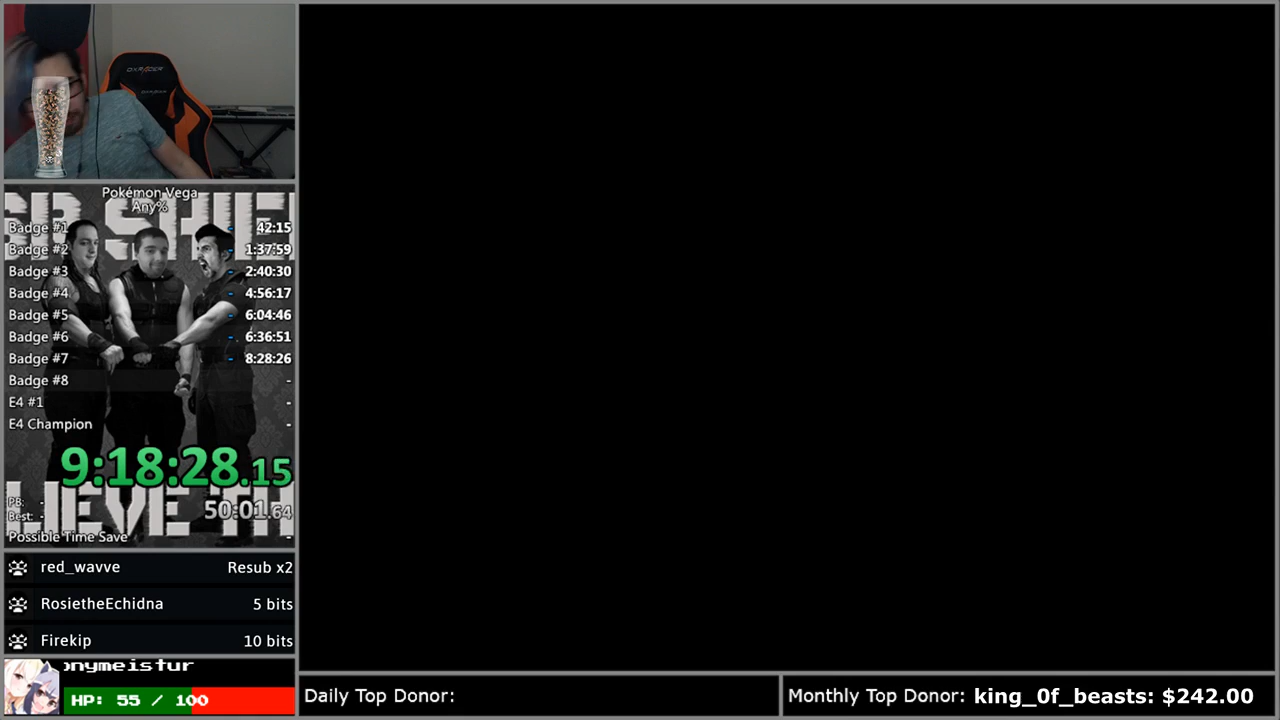 OXRACER
Pokémon Vega
Any%
Badge #1 - 42:15
Badge #2 - 1:37:59
Badge #3 - 2:40:30
Badge #4 - 4:56:17
Badge #5 - 6:04:46
Badge #6 - 6:36:51
Badge #7 - 8:28:26
Badge #8 -
E4 #1 -
E4 Champion -
9:18:28.15
PB: -
50:01.64
Best: -
LIEVE TH
Possible Time Save -
red_wavve Resub x2
RosietheEchidna 5 bits
Firekip 10 bits
onymeistur
HP: 55 / 100
Daily Top Donor:
Monthly Top Donor: king_0f_beasts: $242.00